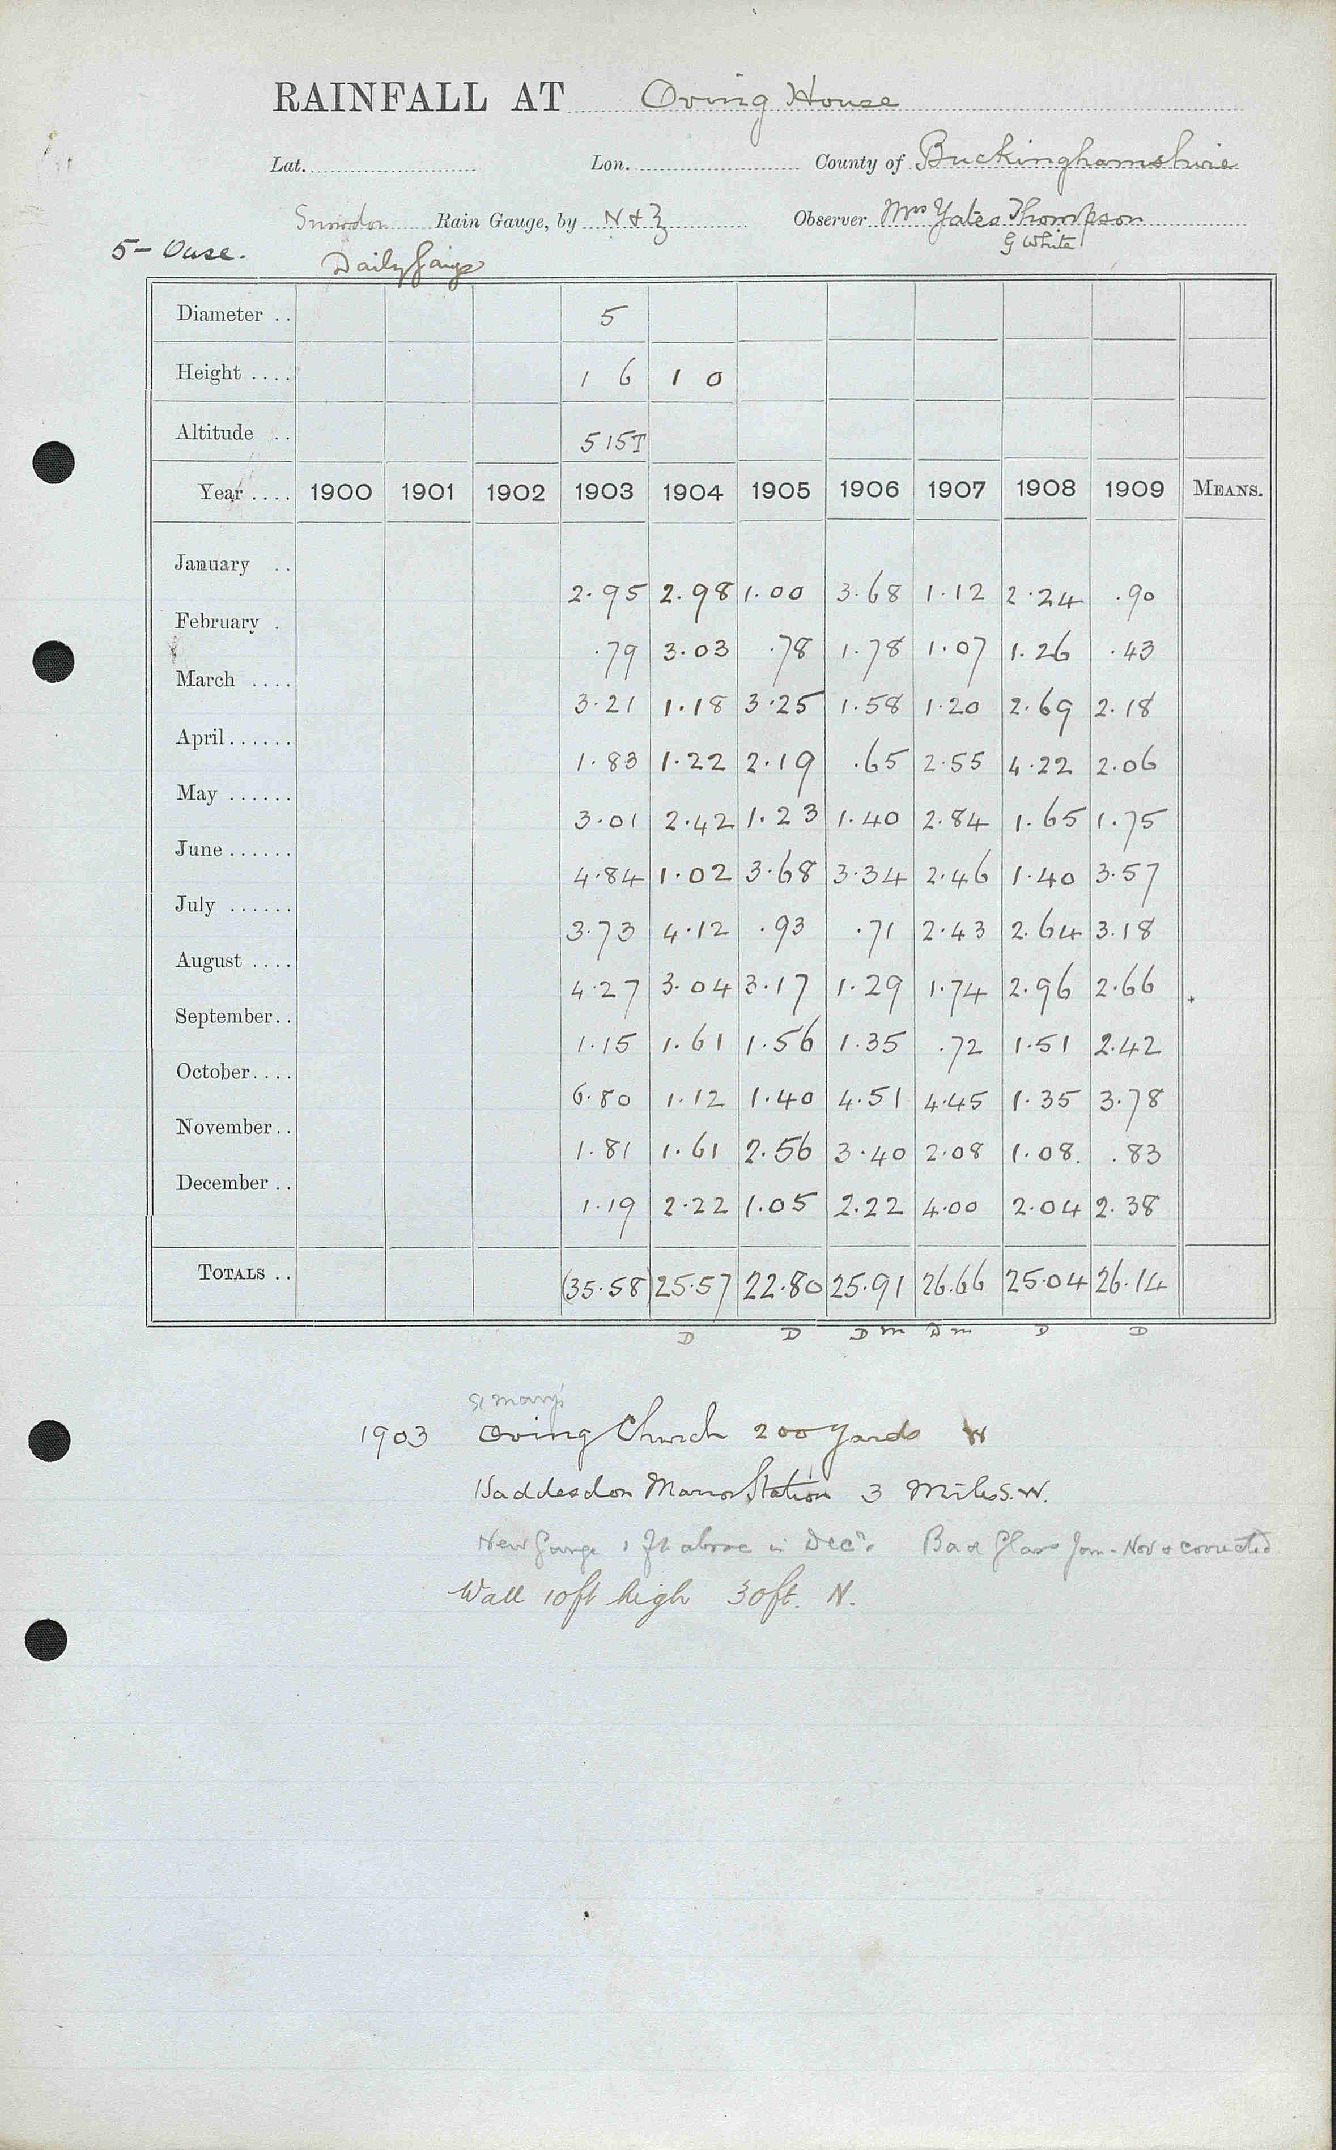 RAINFALL AT Oving House
Lat. Lon. County of Buckinghamshire
Snowdon Rain Gauge, by N & Z Observer Mrs Yates Thompson
G White
5 - Ouse.
Daily Gauge
Diameter .. 5
Height .... 1 6 1 0
Altitude .. 515T
Year .... 1900 1901 1902 1903 1904 1905 1906 1907 1908 1909 MEANS.
January .. 2.95 2.98 1.00 3.68 1.12 2.24 .90
February . .79 3.03 .78 1.78 1.07 1.26 .43
March .... 3.21 1.18 3.25 1.58 1.20 2.69 2.18
April...... 1.83 1.22 2.19 .65 2.55 4.22 2.06
May ...... 3.01 2.42 1.23 1.40 2.84 1.65 1.75
June...... 4.84 1.02 3.68 3.34 2.46 1.40 3.57
July ...... 3.73 4.12 .93 .71 2.43 2.64 3.18
August .... 4.27 3.04 3.17 1.29 1.74 2.96 2.66
September.. 1.15 1.61 1.56 1.35 .72 1.51 2.42
October.... 6.80 1.12 1.40 4.51 4.45 1.35 3.78
November.. 1.81 1.61 2.56 3.40 2.08 1.08. .83
December .. 1.19 2.22 1.05 2.22 4.00 2.04 2.38
TOTALS .. (35.58 25.57 22.80 25.91 26.66 25.04 26.14
D D D m D m D D
St Mary's
1903 Oving Church 200 yards W
Waddesdon Manor Station 3 Miles S.W.
New Gauge 1 ft above in Decr. Bad Glass Jan - Nov & corrected
Wall 10ft high 30ft. N.